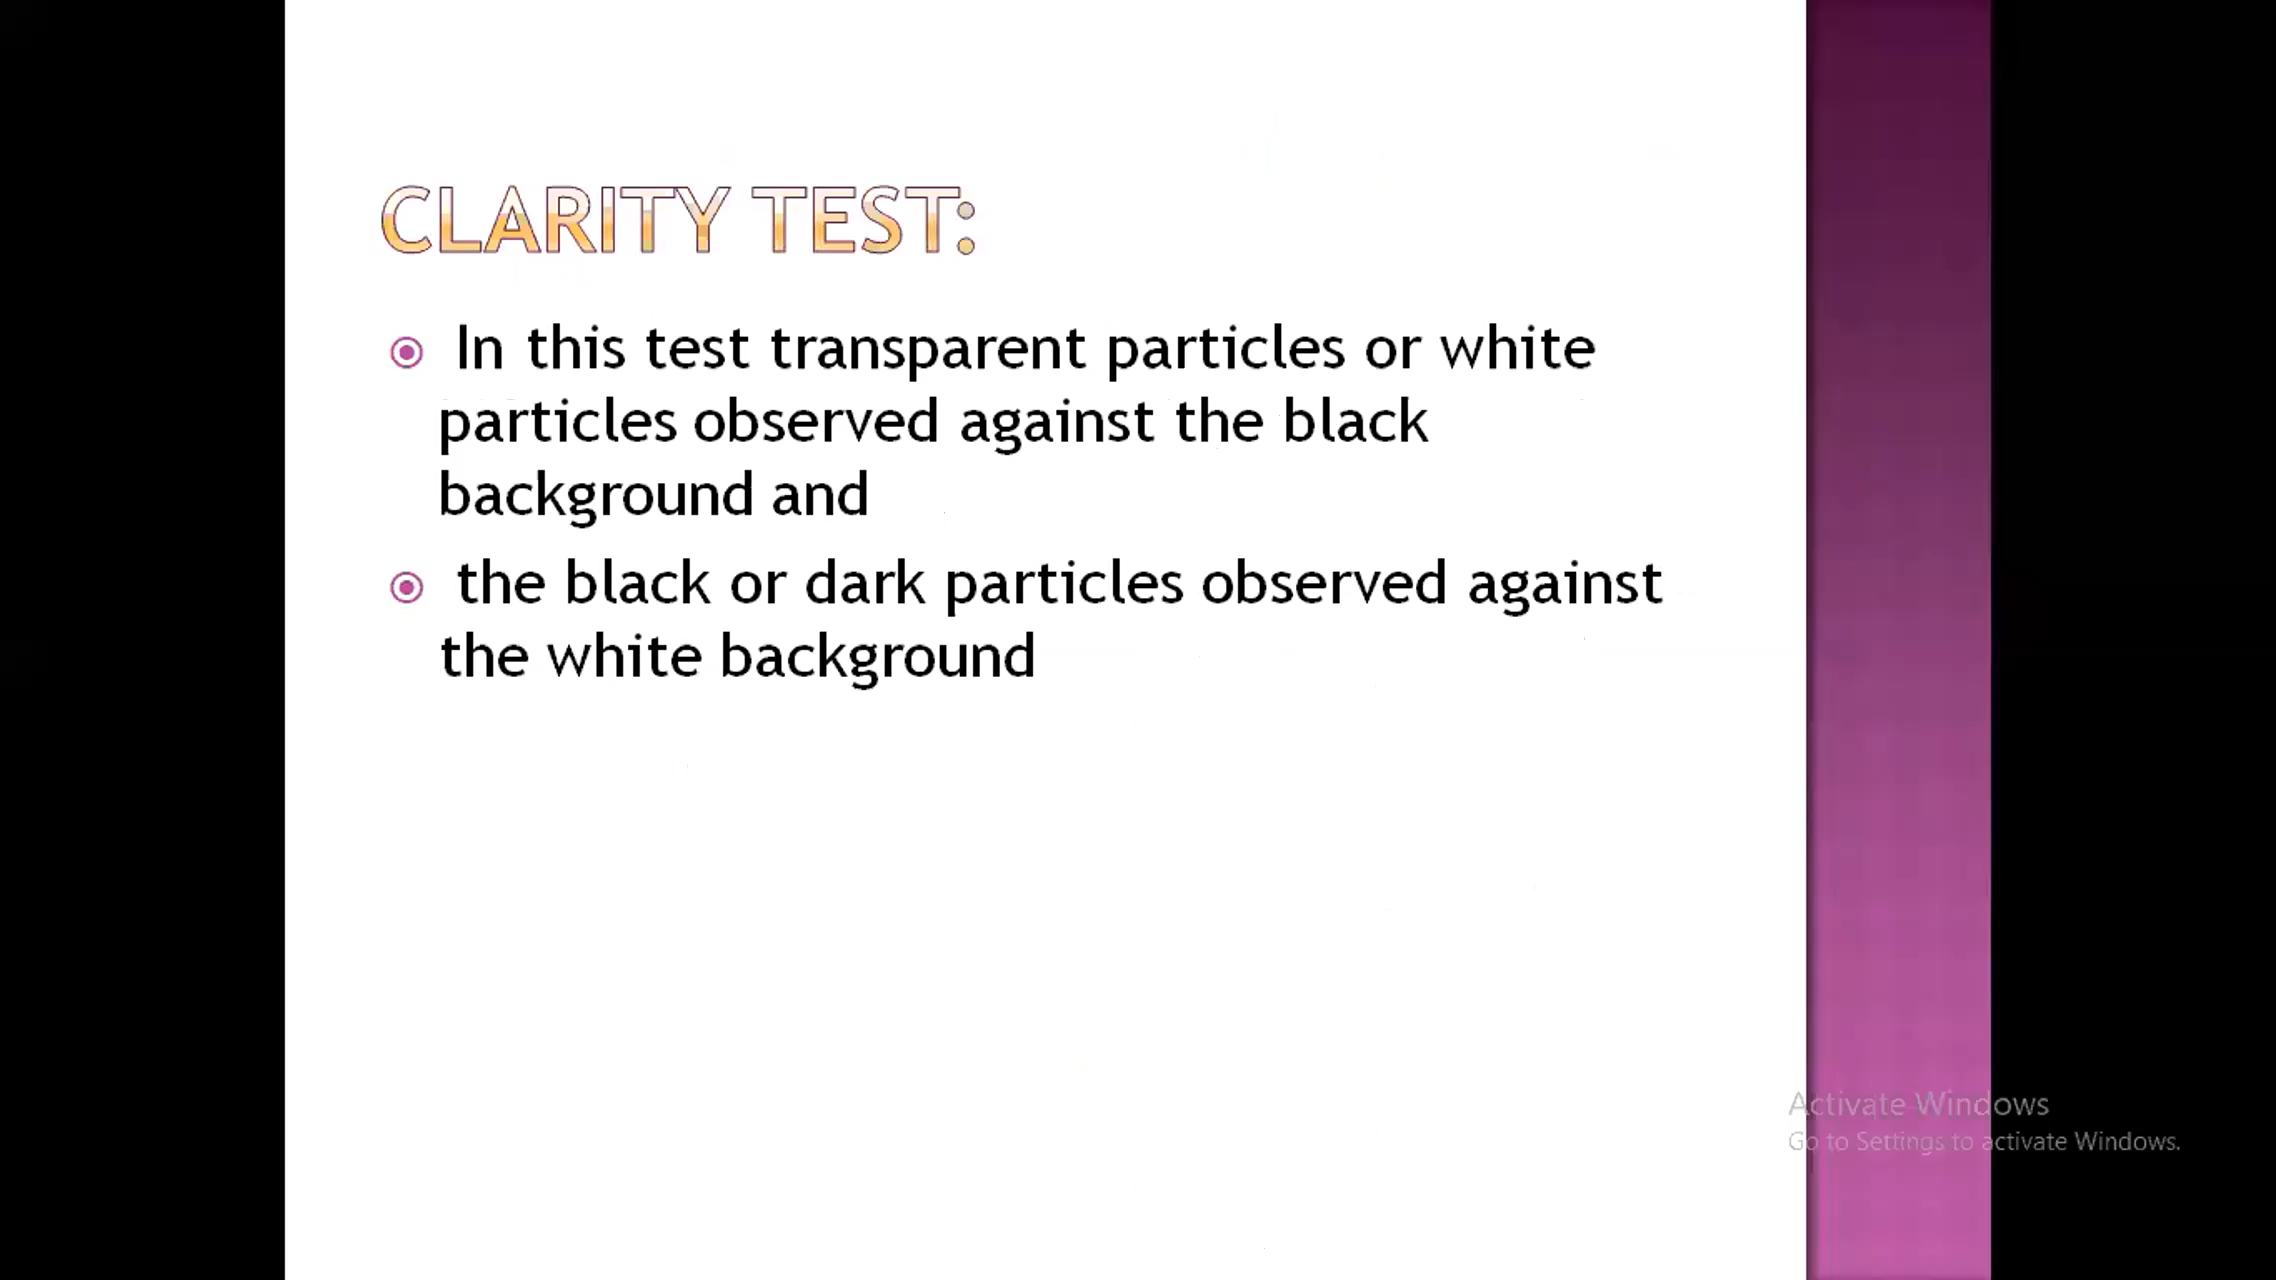 CLARITY TEST:
In this test transparent particles or white
particles observed against the black
background and
the black or dark particles observed against
the white background
Activate Windows
Go to Settings to activate Windows.